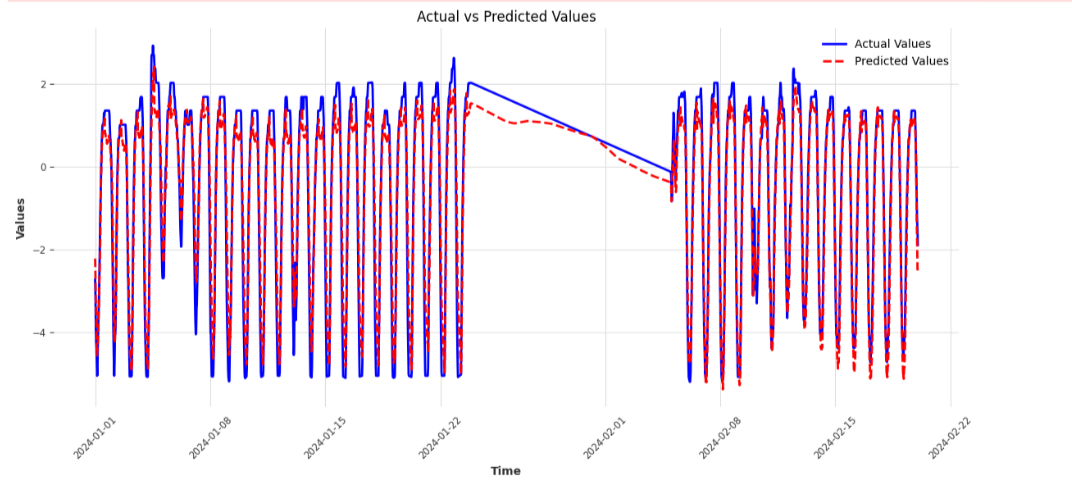 Actual vs Predicted Values
Actual Values
Predicted Values
2
0
−2
−4
Values
2024-01-01
2024-01-08
2024-01-15
2024-01-22
2024-02-01
2024-02-08
2024-02-15
2024-02-22
Time